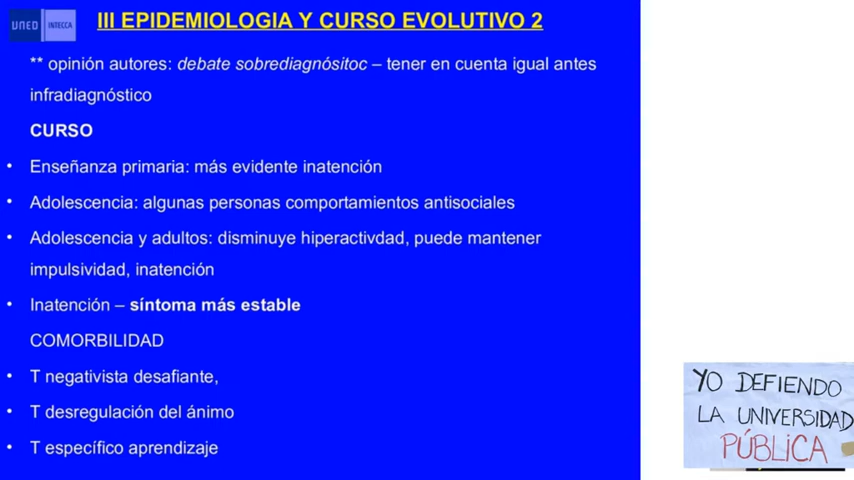 UNED INTECCA
III EPIDEMIOLOGIA Y CURSO EVOLUTIVO 2
** opinión autores: debate sobrediagnósitoc – tener en cuenta igual antes
infradiagnóstico
CURSO
• Enseñanza primaria: más evidente inatención
• Adolescencia: algunas personas comportamientos antisociales
• Adolescencia y adultos: disminuye hiperactivdad, puede mantener
impulsividad, inatención
• Inatención – síntoma más estable
COMORBILIDAD
• T negativista desafiante,
• T desregulación del ánimo
• T específico aprendizaje
YO DEFIENDO
LA UNIVERSIDAD
PÚBLICA